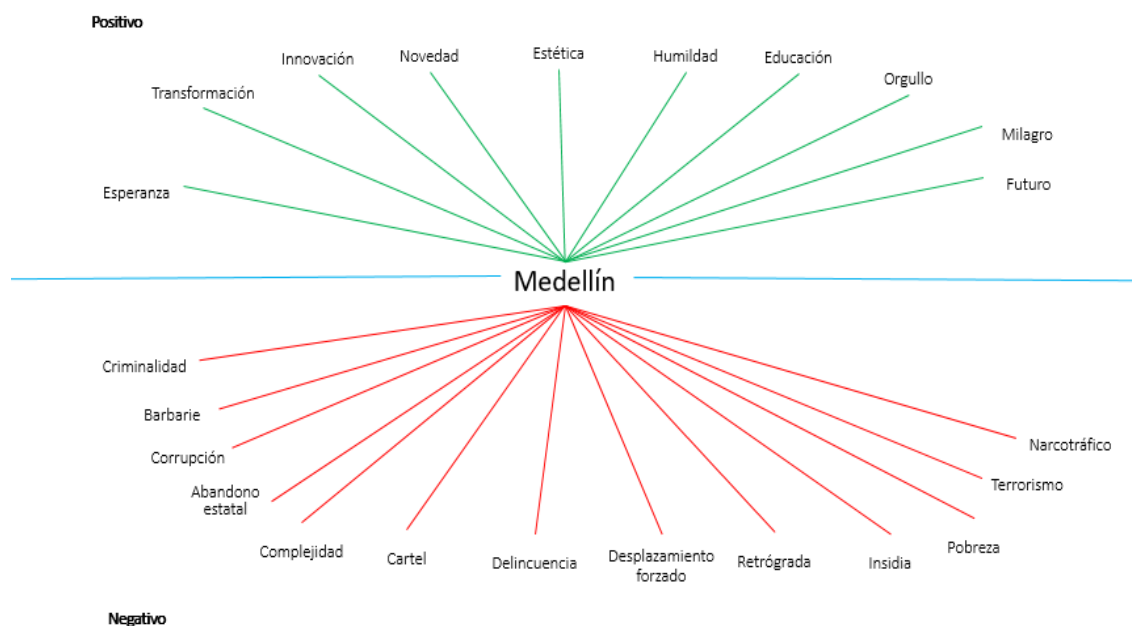 Positivo
Innovación
Novedad
Estética
Humildad
Educación
Orgullo
Transformación
Milagro
Esperanza
Futuro
Medellín
Criminalidad
Barbarie
Narcotráfico
Corrupción
Terrorismo
Abandono
estatal
Complejidad
Cartel
Delincuencia
Desplazamiento
forzado
Retrógrada
Insidia
Pobreza
Negativo